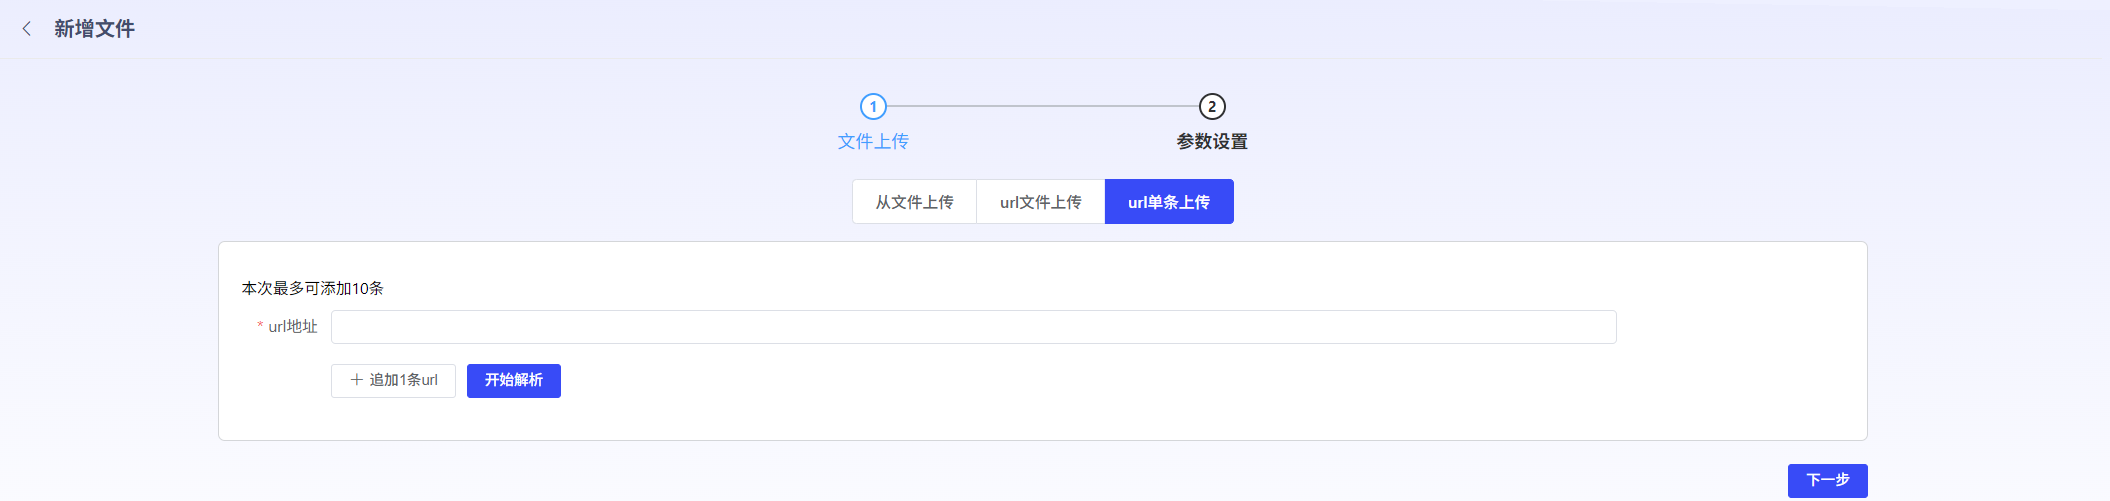 新增文件
1
2
文件上传
参数设置
从文件上传
url文件上传
url单条上传
本次最多可添加10条
* url地址
+ 追加1条url
开始解析
下一步